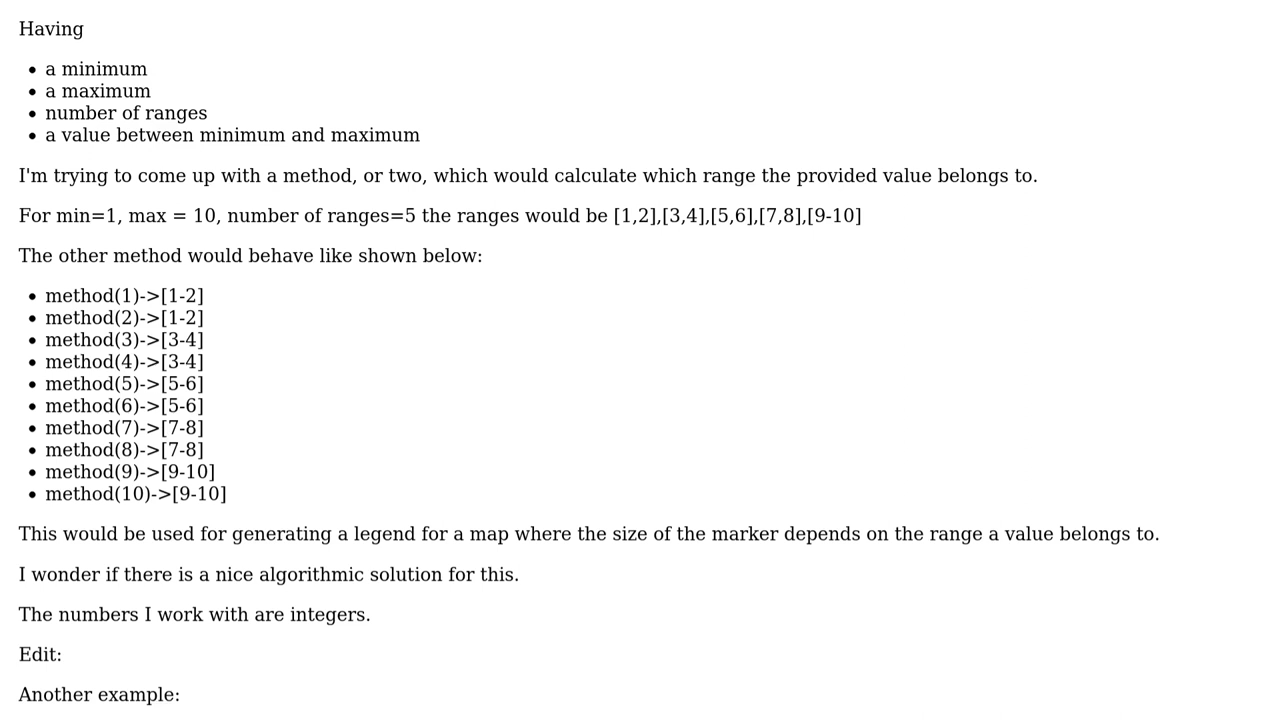 Having
• a minimum
• a maximum
• number of ranges
• a value between minimum and maximum
I'm trying to come up with a method, or two, which would calculate which range the provided value belongs to.
For min=1, max = 10, number of ranges=5 the ranges would be [1,2],[3,4],[5,6],[7,8],[9-10]
The other method would behave like shown below:
• method(1)->[1-2]
• method(2)->[1-2]
• method(3)->[3-4]
• method(4)->[3-4]
• method(5)->[5-6]
• method(6)->[5-6]
• method(7)->[7-8]
• method(8)->[7-8]
• method(9)->[9-10]
• method(10)->[9-10]
This would be used for generating a legend for a map where the size of the marker depends on the range a value belongs to.
I wonder if there is a nice algorithmic solution for this.
The numbers I work with are integers.
Edit:
Another example: